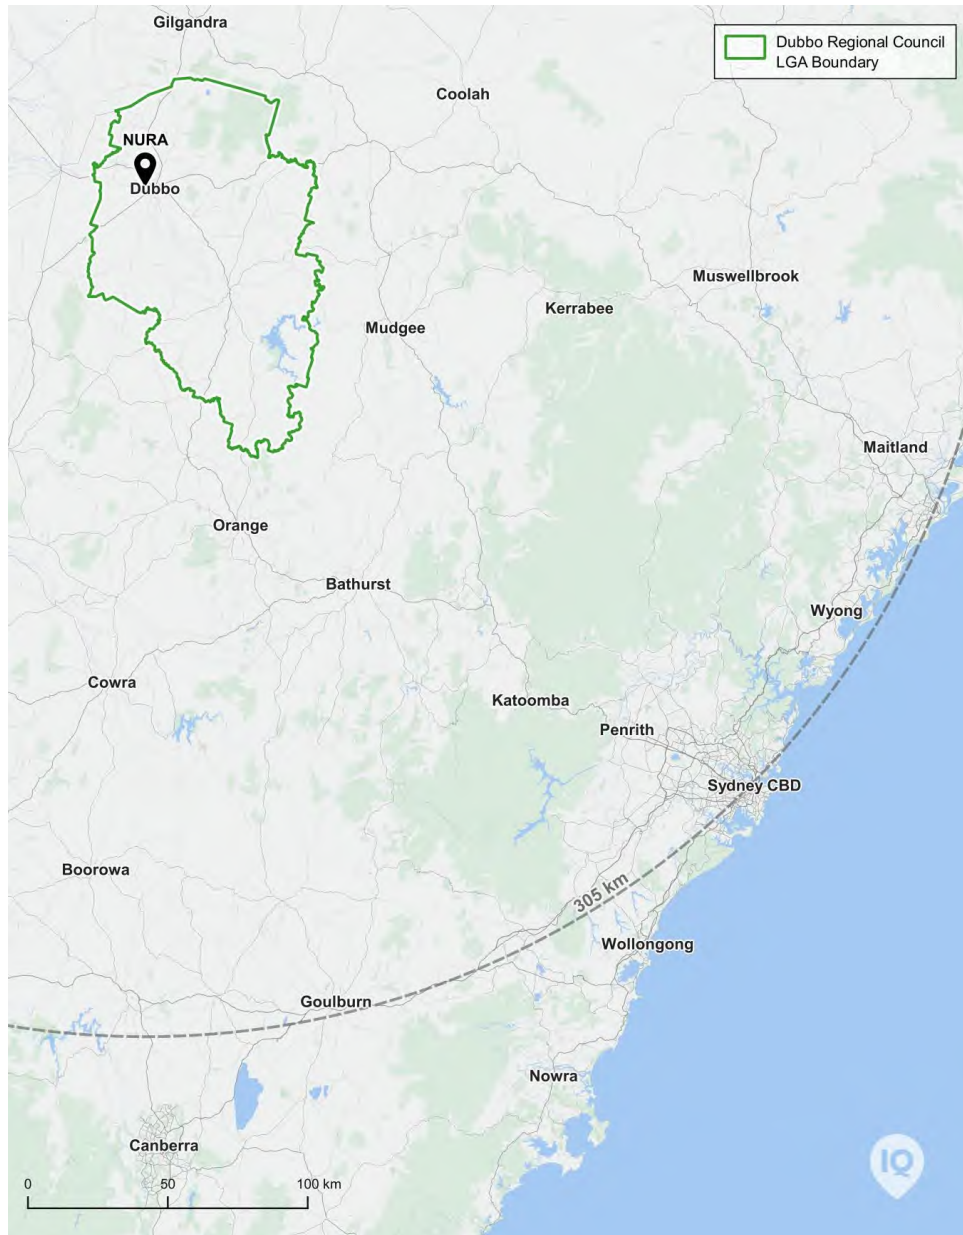 Gilgandra
Dubbo Regional Council
LGA Boundary
Coolah
NURA
Dubbo
Muswellbrook
Kerrabee
Mudgee
Maitland
Orange
Bathurst
Wyong
Cowra
Katoomba
Penrith
Sydney CBD
Boorowa
305 km
Wollongong
Goulburn
Nowra
Canberra
IQ
0 50 100 km